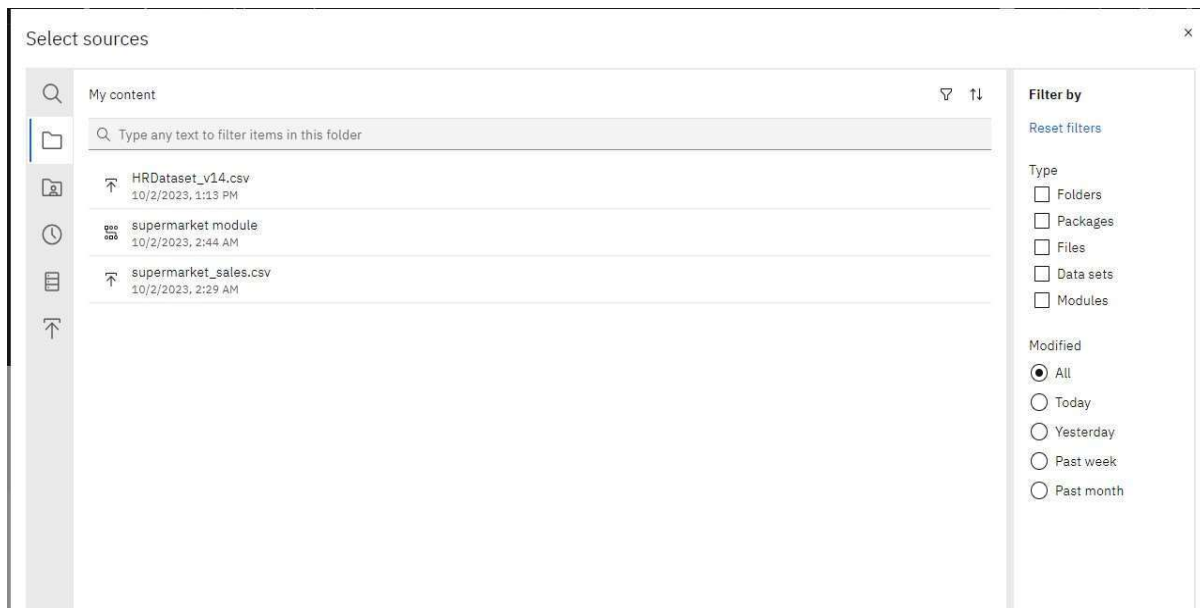 Select sources
My content
Type any text to filter items in this folder
HRDataset_v14.csv
10/2/2023, 1:13 PM
supermarket module
10/2/2023, 2:44 AM
supermarket_sales.csv
10/2/2023, 2:29 AM
Filter by
Reset filters
Type
Folders
Packages
Files
Data sets
Modules
Modified
All
Today
Yesterday
Past week
Past month